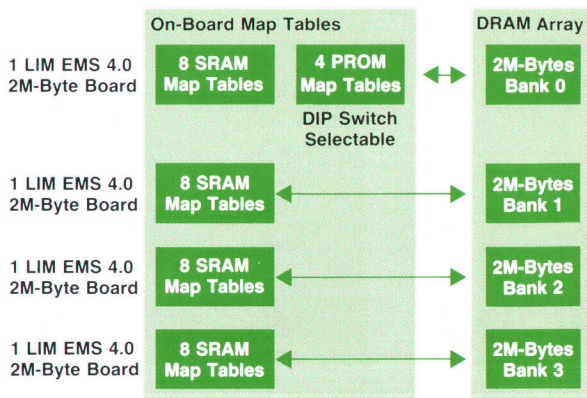 On-Board Map Tables
DRAM Array
1 LIM EMS 4.0
2M-Byte Board
8 SRAM
Map Tables
4 PROM
Map Tables
DIP Switch
Selectable
2M-Bytes
Bank 0
1 LIM EMS 4.0
2M-Byte Board
8 SRAM
Map Tables
2M-Bytes
Bank 1
1 LIM EMS 4.0
2M-Byte Board
8 SRAM
Map Tables
2M-Bytes
Bank 2
1 LIM EMS 4.0
2M-Byte Board
8 SRAM
Map Tables
2M-Bytes
Bank 3